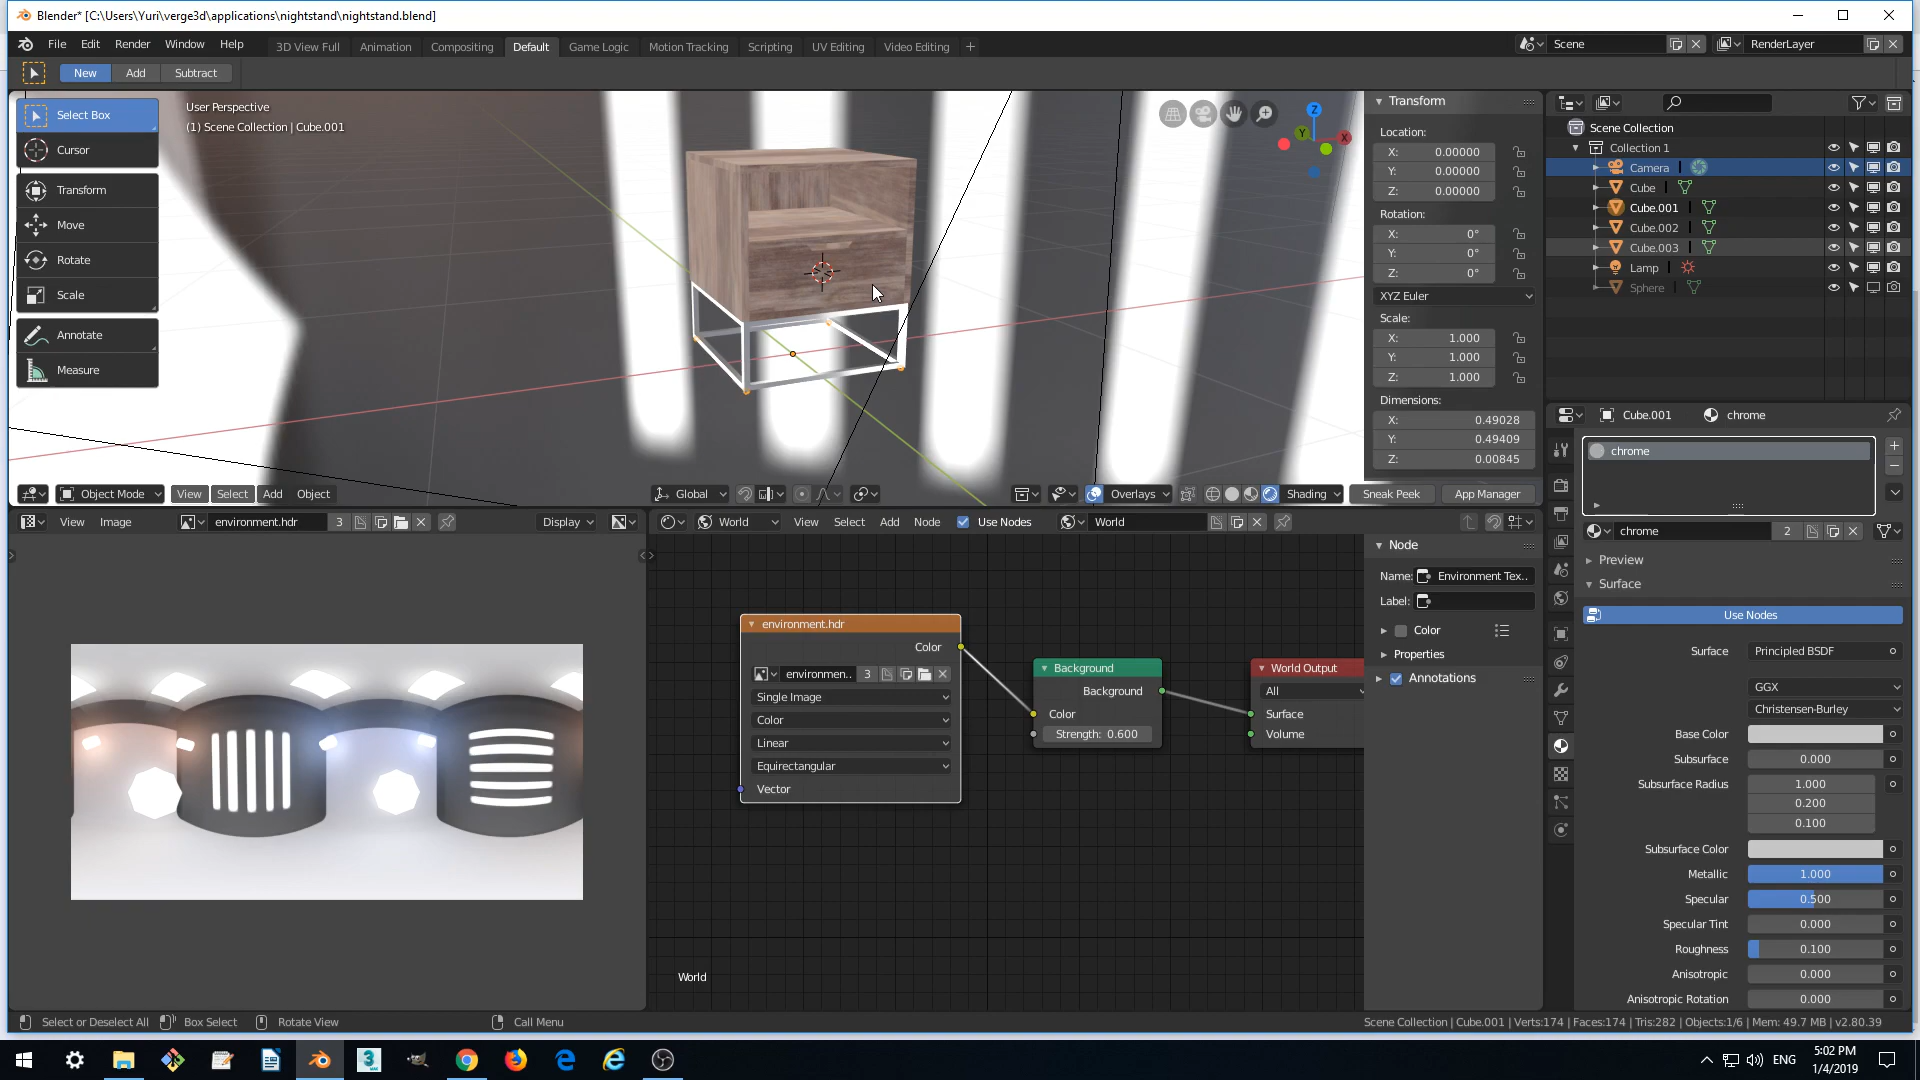 Blender* [C:\Users\Yuri\verge3d\applications\nightstand\nightstand.blend]
File Edit Render Window Help 3D View Full Animation Compositing Default Game Logic Motion Tracking Scripting UV Editing Video Editing + Scene RenderLayer
New Add Subtract
Select Box
Cursor
Transform
Move
Rotate
Scale
Annotate
Measure
User Perspective
(1) Scene Collection | Cube.001
Z
Y
X
Transform
Location:
X: 0.00000
Y: 0.00000
Z: 0.00000
Rotation:
X: 0°
Y: 0°
Z: 0°
XYZ Euler
Scale:
X: 1.000
Y: 1.000
Z: 1.000
Dimensions:
X: 0.49028
Y: 0.49409
Z: 0.00845
Scene Collection
Collection 1
Camera
Cube
Cube.001
Cube.002
Cube.003
Lamp
Sphere
Object Mode View Select Add Object Global Overlays Shading Sneak Peek App Manager
View Image environment.hdr 3 Display
World View Select Add Node Use Nodes World
environment.hdr
Color
environmen.. 3
Single Image
Color
Linear
Equirectangular
Vector
Background
Background
Color
Strength: 0.600
World Output
All
Surface
Volume
World
Node
Name: Environment Tex..
Label:
Color
Properties
Annotations
Cube.001 chrome
chrome
chrome 2
Preview
Surface
Use Nodes
Surface Principled BSDF
GGX
Christensen-Burley
Base Color
Subsurface 0.000
Subsurface Radius 1.000
0.200
0.100
Subsurface Color
Metallic 1.000
Specular 0.500
Specular Tint 0.000
Roughness 0.100
Anisotropic 0.000
Anisotropic Rotation 0.000
Select or Deselect All Box Select Rotate View Call Menu Scene Collection | Cube.001 | Verts:174 | Faces:174 | Tris:282 | Objects:1/6 | Mem: 49.7 MB | v2.80.39
ENG
5:02 PM
1/4/2019